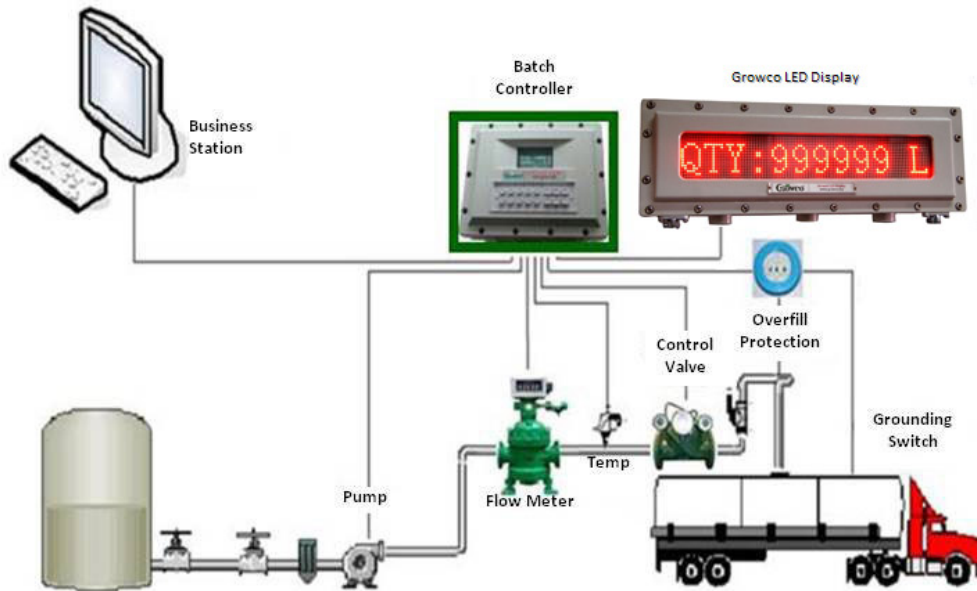 Batch
Controller
Growco LED Display
Business
Station
QTY:999999 L
Overfill
Protection
Control
Valve
Grounding
Switch
Temp
Pump
Flow Meter